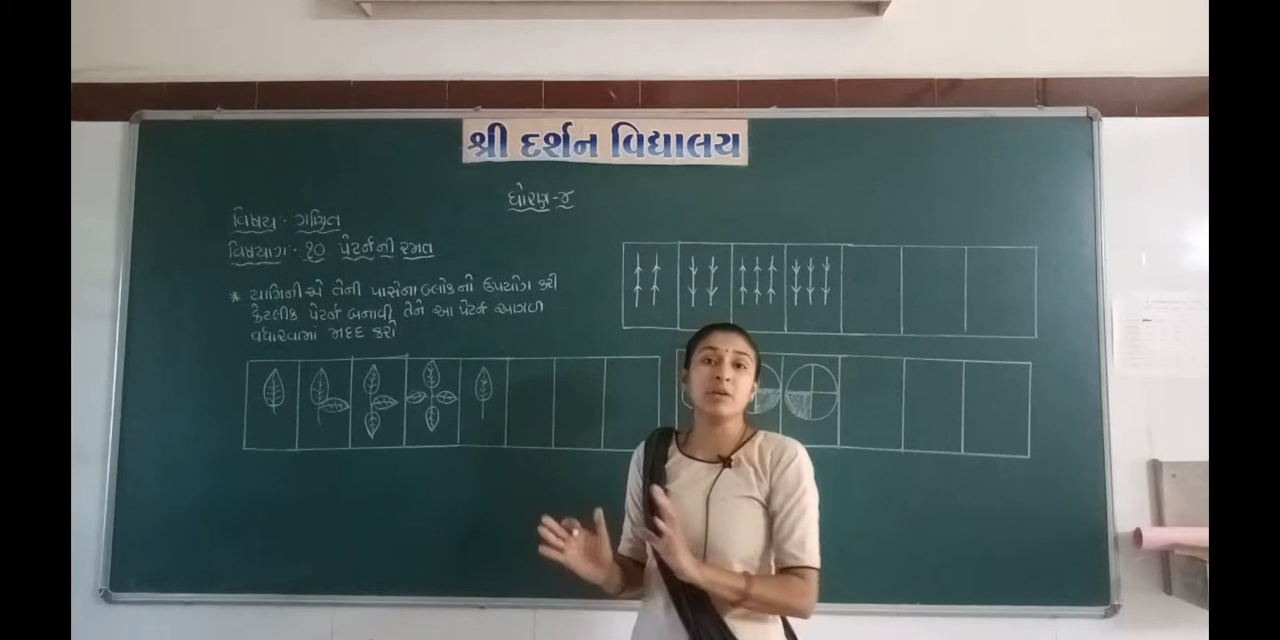 શ્રી દર્શન વિદ્યાલય
ધોરણ-૪
વિષય:- ગણિત
વિષયાંગ:- ૧૦ પેટર્નની રમત
* યામિનીએ તેની પાસેના બ્લોકનો ઉપયોગ કરી
કેટલીક પેટર્ન બનાવી, તેને આ પેટર્ન આગળ
વધારવામાં મદદ કરો